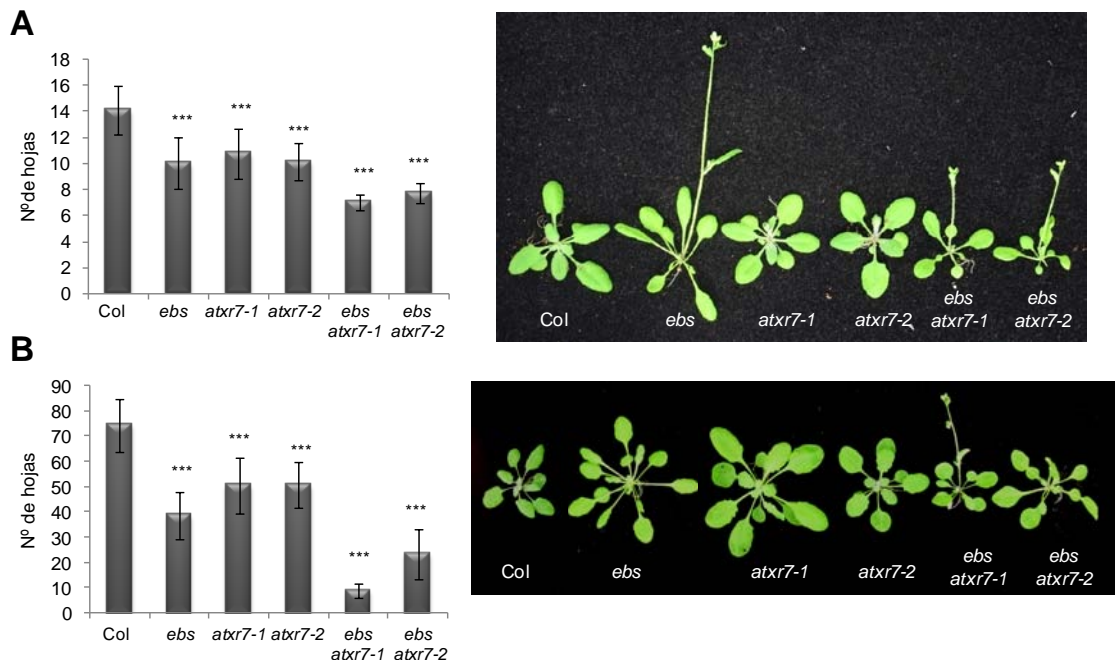 A
18
16
14
12
10
8
6
4
2
0
Nºde hojas
***
***
***
***
***
Col
ebs
atxr7-1
atxr7-2
ebs
atxr7-1
ebs
atxr7-2
Col
ebs
atxr7-1
atxr7-2
ebs
atxr7-1
ebs
atxr7-2
B
90
80
70
60
50
40
30
20
10
0
Nº de hojas
***
***
***
***
***
Col
ebs
atxr7-1
atxr7-2
ebs
atxr7-1
ebs
atxr7-2
Col
ebs
atxr7-1
atxr7-2
ebs
atxr7-1
ebs
atxr7-2